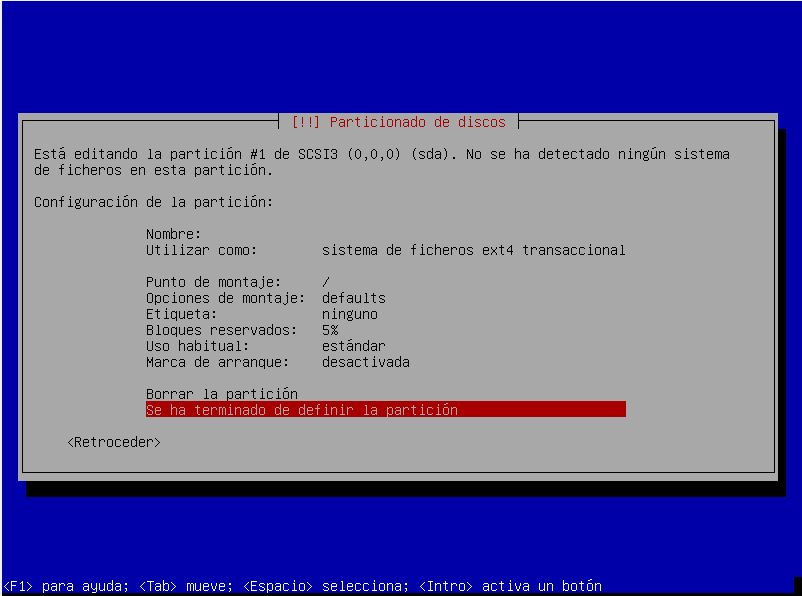 [!!] Particionado de discos
Está editando la partición #1 de SCSI3 (0,0,0) (sda). No se ha detectado ningún sistema
de ficheros en esta partición.
Configuración de la partición:
Nombre:
Utilizar como: sistema de ficheros ext4 transaccional
Punto de montaje: /
Opciones de montaje: defaults
Etiqueta: ninguno
Bloques reservados: 5%
Uso habitual: estándar
Marca de arranque: desactivada
Borrar la partición
Se ha terminado de definir la partición
<Retroceder>
<F1> para ayuda; <Tab> mueve; <Espacio> selecciona; <Intro> activa un botón